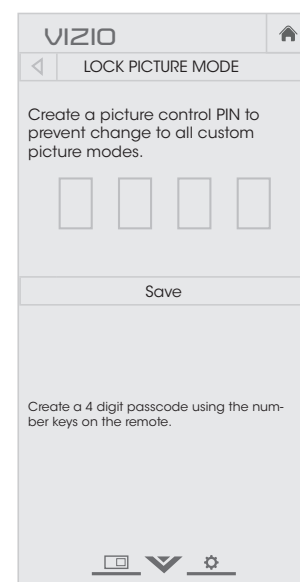 VIZIO
LOCK PICTURE MODE
Create a picture control PIN to
prevent change to all custom
picture modes.
Save
Create a 4 digit passcode using the num-
ber keys on the remote.